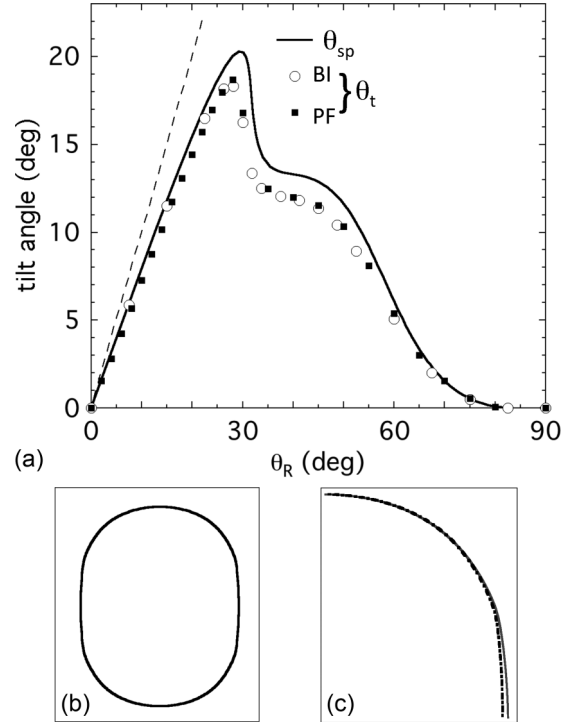 20
15
10
5
0
tilt angle (deg)
θsp
BI
PF
} θt
0 30 60 90
θR (deg)
(a)
(b)
(c)